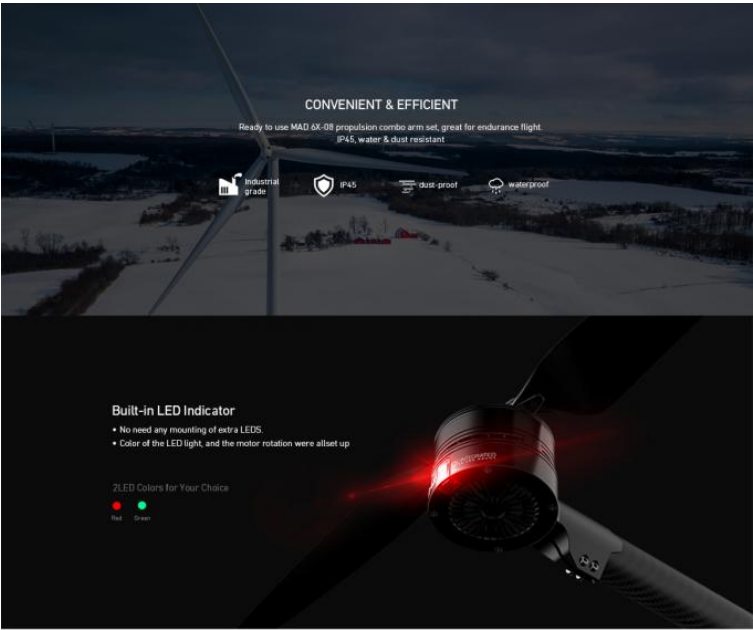 CONVENIENT & EFFICIENT
Ready to use MAD 6X-08 propulsion combo arm set, great for endurance flight.
IP45, water & dust resistant
Industrial
grade
IP45
dust-proof
waterproof
Built-in LED Indicator
• No need any mounting of extra LEDS.
• Color of the LED light, and the motor rotation were allset up
2LED Colors for Your Choice
Red
Green